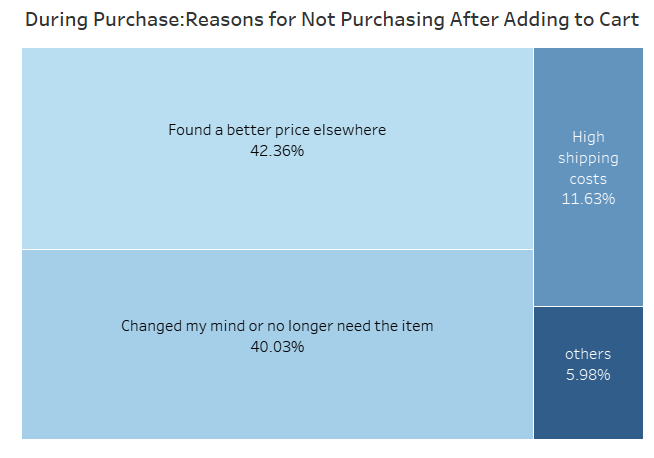 During Purchase:Reasons for Not Purchasing After Adding to Cart
Found a better price elsewhere
42.36%
Changed my mind or no longer need the item
40.03%
High
shipping
costs
11.63%
others
5.98%